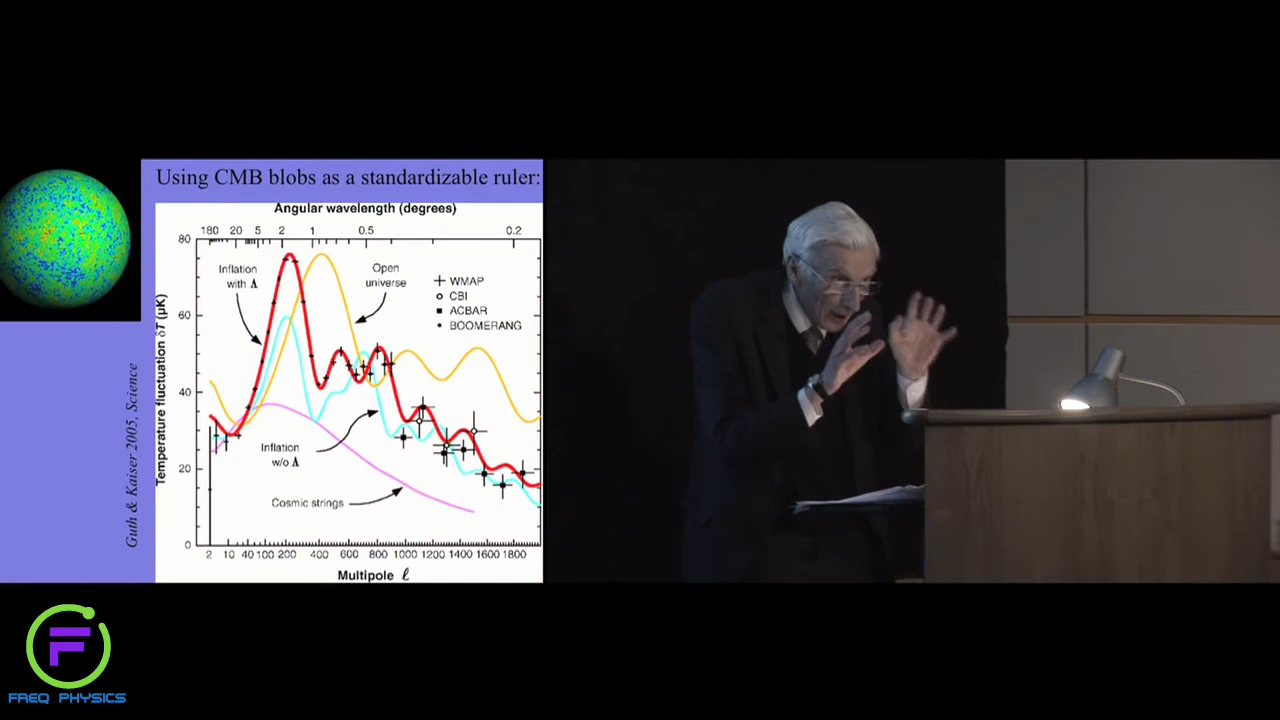 Using CMB blobs as a standardizable ruler:
Angular wavelength (degrees)
180 20 5 2 1 0.5 0.2
80
60
40
20
0
Temperature fluctuation δT (μK)
Inflation
with Λ
Open
universe
WMAP
CBI
ACBAR
BOOMERANG
Inflation
w/o Λ
Cosmic strings
2 10 40 100 200 400 600 800 1000 1200 1400 1600 1800
Multipole ℓ
Guth & Kaiser 2005, Science
F
FREQ PHYSICS